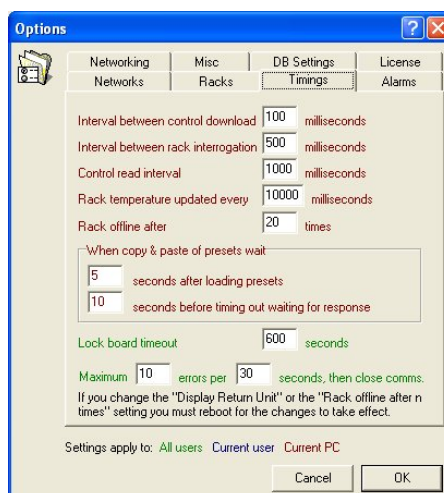 Options
Networking Misc DB Settings License
Networks Racks Timings Alarms
Interval between control download 100 milliseconds
Interval between rack interrogation 500 milliseconds
Control read interval 1000 milliseconds
Rack temperature updated every 10000 milliseconds
Rack offline after 20 times
When copy & paste of presets wait
5 seconds after loading presets
10 seconds before timing out waiting for response
Lock board timeout 600 seconds
Maximum 10 errors per 30 seconds, then close comms.
If you change the "Display Return
Unit" or the "Rack offline after n
times" setting you must reboot for the changes to take effect.
Settings apply to: All users Current user Current PC
Cancel OK